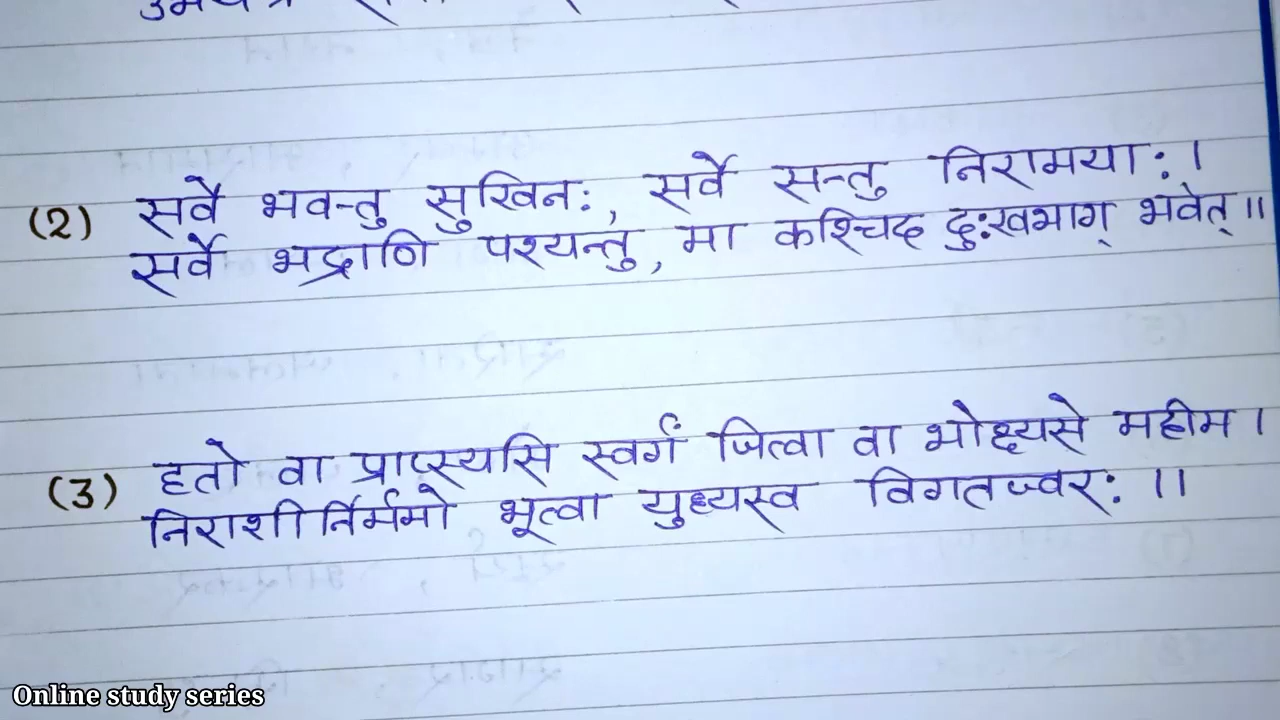 (2) सर्वे भवन्तु सुखिनः, सर्वे सन्तु निरामयाः।
सर्वे भद्राणि पश्यन्तु, मा कश्चिद दुःखभाग् भवेत्॥
(3) हतो वा प्राप्स्यसि स्वर्गं जित्वा वा भोक्ष्यसे महीम।
निराशीर्निर्ममो भूत्वा युध्यस्व विगतज्वरः।।
Online study series